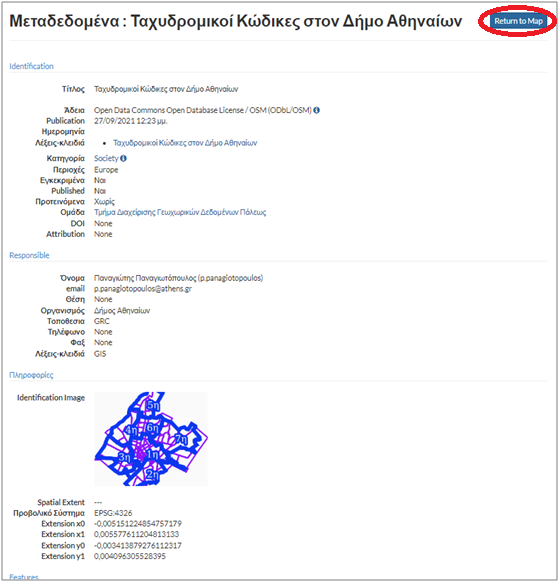 Μεταδεδομένα : Ταχυδρομικοί Κώδικες στον Δήμο Αθηναίων
Return to Map
Identification
Τίτλος Ταχυδρομικοί Κώδικες στον Δήμο Αθηναίων
Άδεια Open Data Commons Open Database License / OSM (ODbL/OSM)
Publication 27/09/2021 12:23 μμ.
Ημερομηνία
Λέξεις-κλειδιά • Ταχυδρομικοί Κώδικες στον Δήμο Αθηναίων
Κατηγορία Society
Περιοχές Europe
Εγκεκριμένα Ναι
Published Ναι
Προτεινόμενα Χωρίς
Ομάδα Τμήμα Διαχείρισης Γεωχωρικών Δεδομένων Πόλεως
DOI None
Attribution None
Responsible
Όνομα Παναγιώτης Παναγιωτόπουλος (p.panagiotopoulos)
email p.panagiotopoulos@athens.gr
Θέση None
Οργανισμός Δήμος Αθηναίων
Τοποθεσια GRC
Τηλέφωνο None
Φαξ None
Λέξεις-κλειδιά GIS
Πληροφορίες
Identification Image
5η
4η 6η 7η
3η 1η
2η
Spatial Extent ---
Προβολικό Σύστημα EPSG:4326
Extension x0 -0,005151224854757179
Extension x1 0,005577611204813133
Extension y0 -0,003413879276112317
Extension y1 0,004096305528395
Features